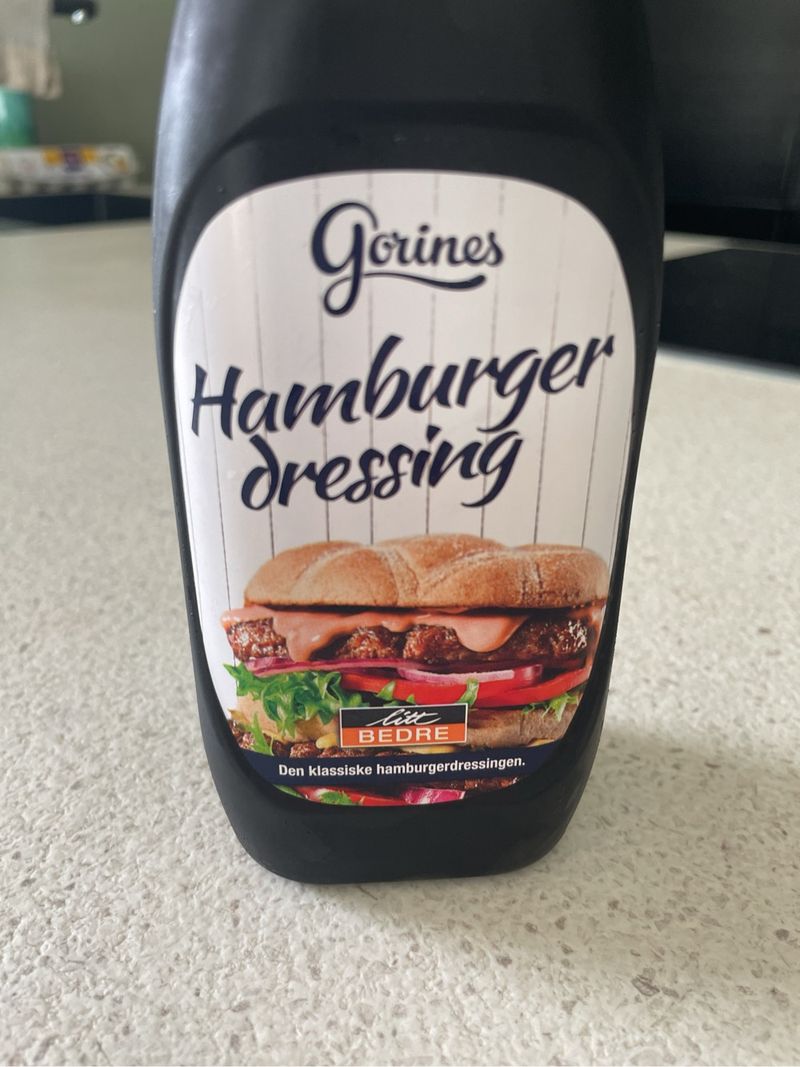 Gorines
Hamburger
dressing
litt
BEDRE
Den klassiske hamburgerdressingen.